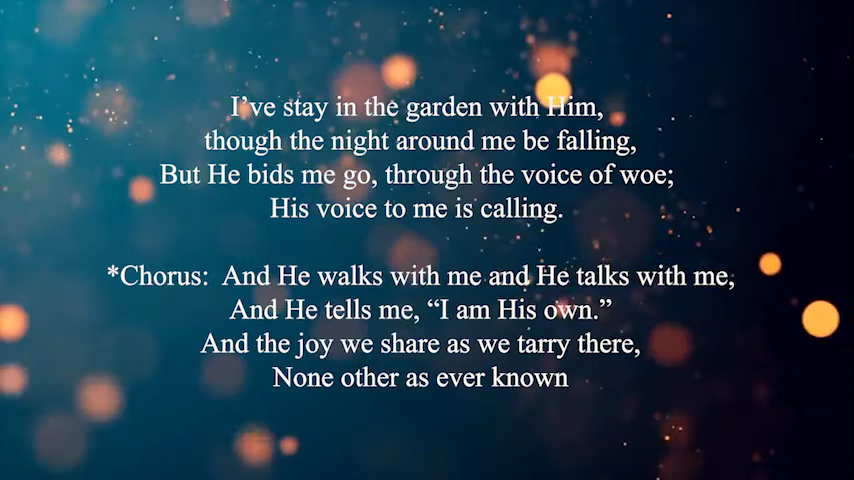 I’ve stay in the garden with Him,
though the night around me be falling,
But He bids me go, through the voice of woe;
His voice to me is calling.
*Chorus:  And He walks with me and He talks with me,
And He tells me, “I am His own.”
And the joy we share as we tarry there,
None other as ever known